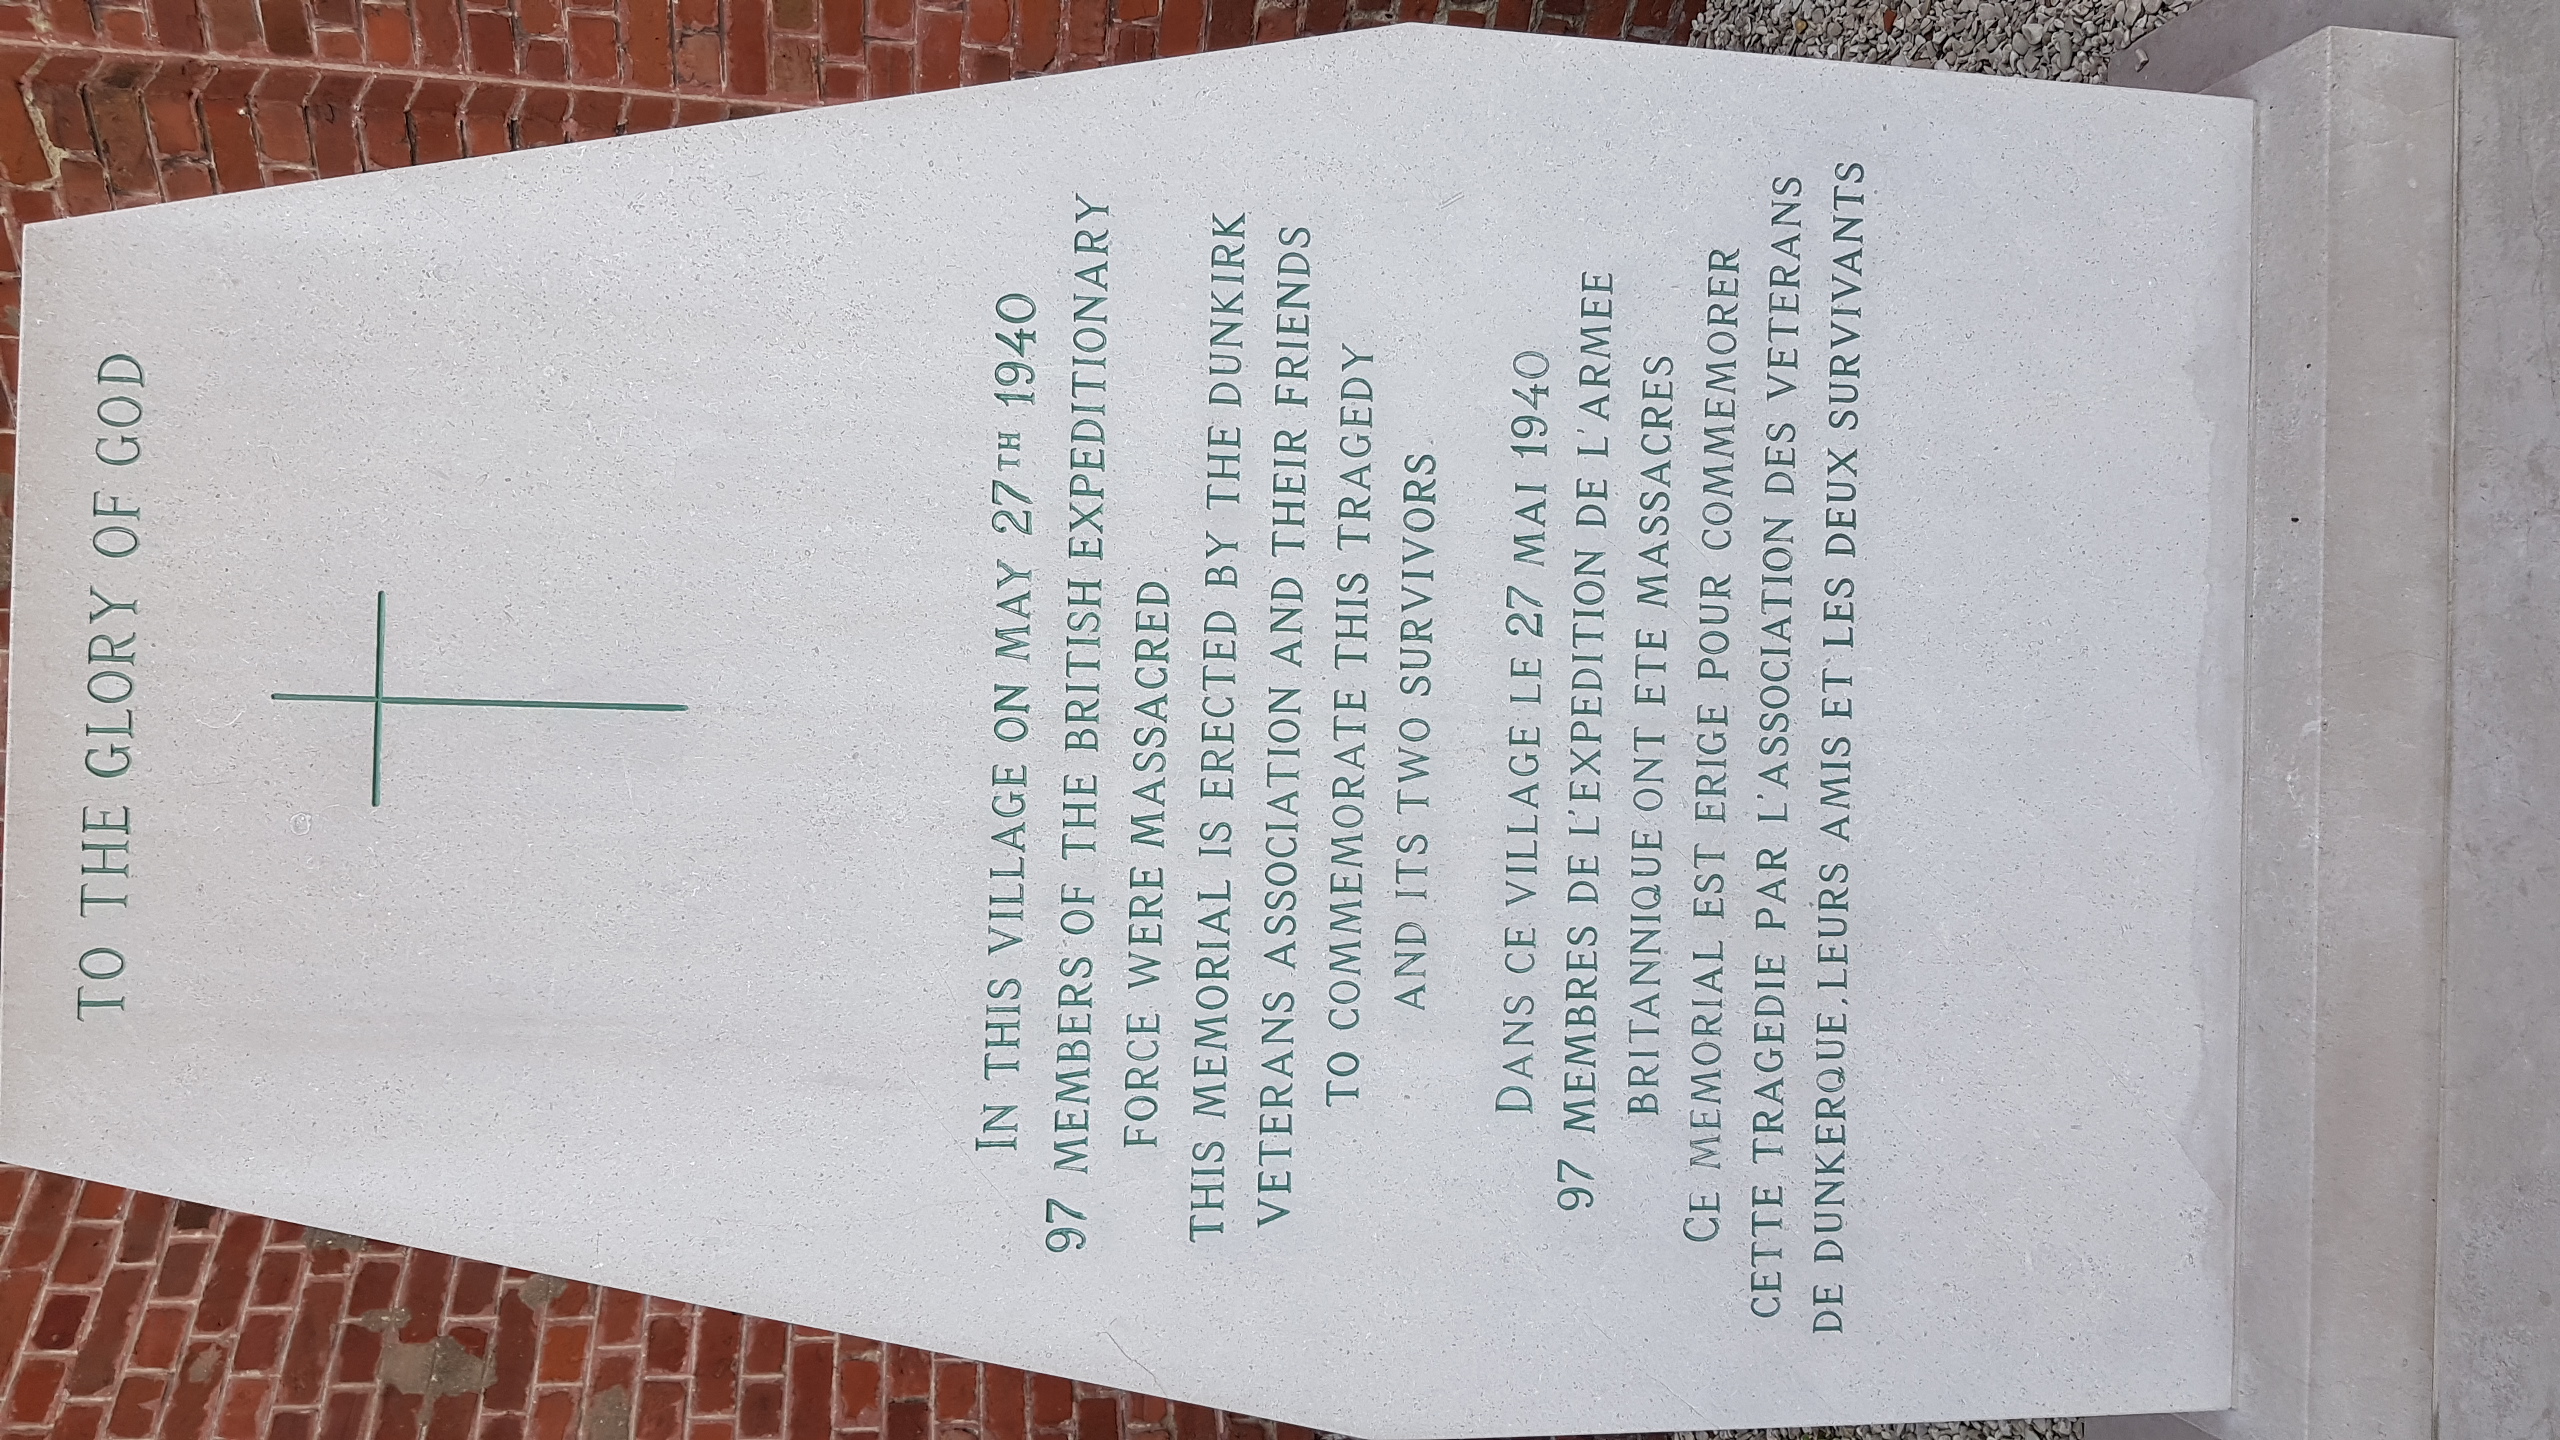 TO THE GLORY OF GOD
IN THIS VILLAGE ON MAY 27TH 1940
97 MEMBERS OF THE BRITISH EXPEDITIONARY
FORCE WERE MASSACRED
THIS MEMORIAL IS ERECTED BY THE DUNKIRK
VETERANS ASSOCIATION AND THEIR FRIENDS
TO COMMEMORATE THIS TRAGEDY
AND ITS TWO SURVIVORS
DANS CE VILLAGE LE 27 MAI 1940
97 MEMBRES DE L'EXPEDITION DE L'ARMEE
BRITANNIQUE ONT ETE MASSACRES
CE MEMORIAL EST ERIGE POUR COMMEMORER
CETTE TRAGEDIE PAR L'ASSOCIATION DES VETERANS
DE DUNKERQUE, LEURS AMIS ET LES DEUX SURVIVANTS